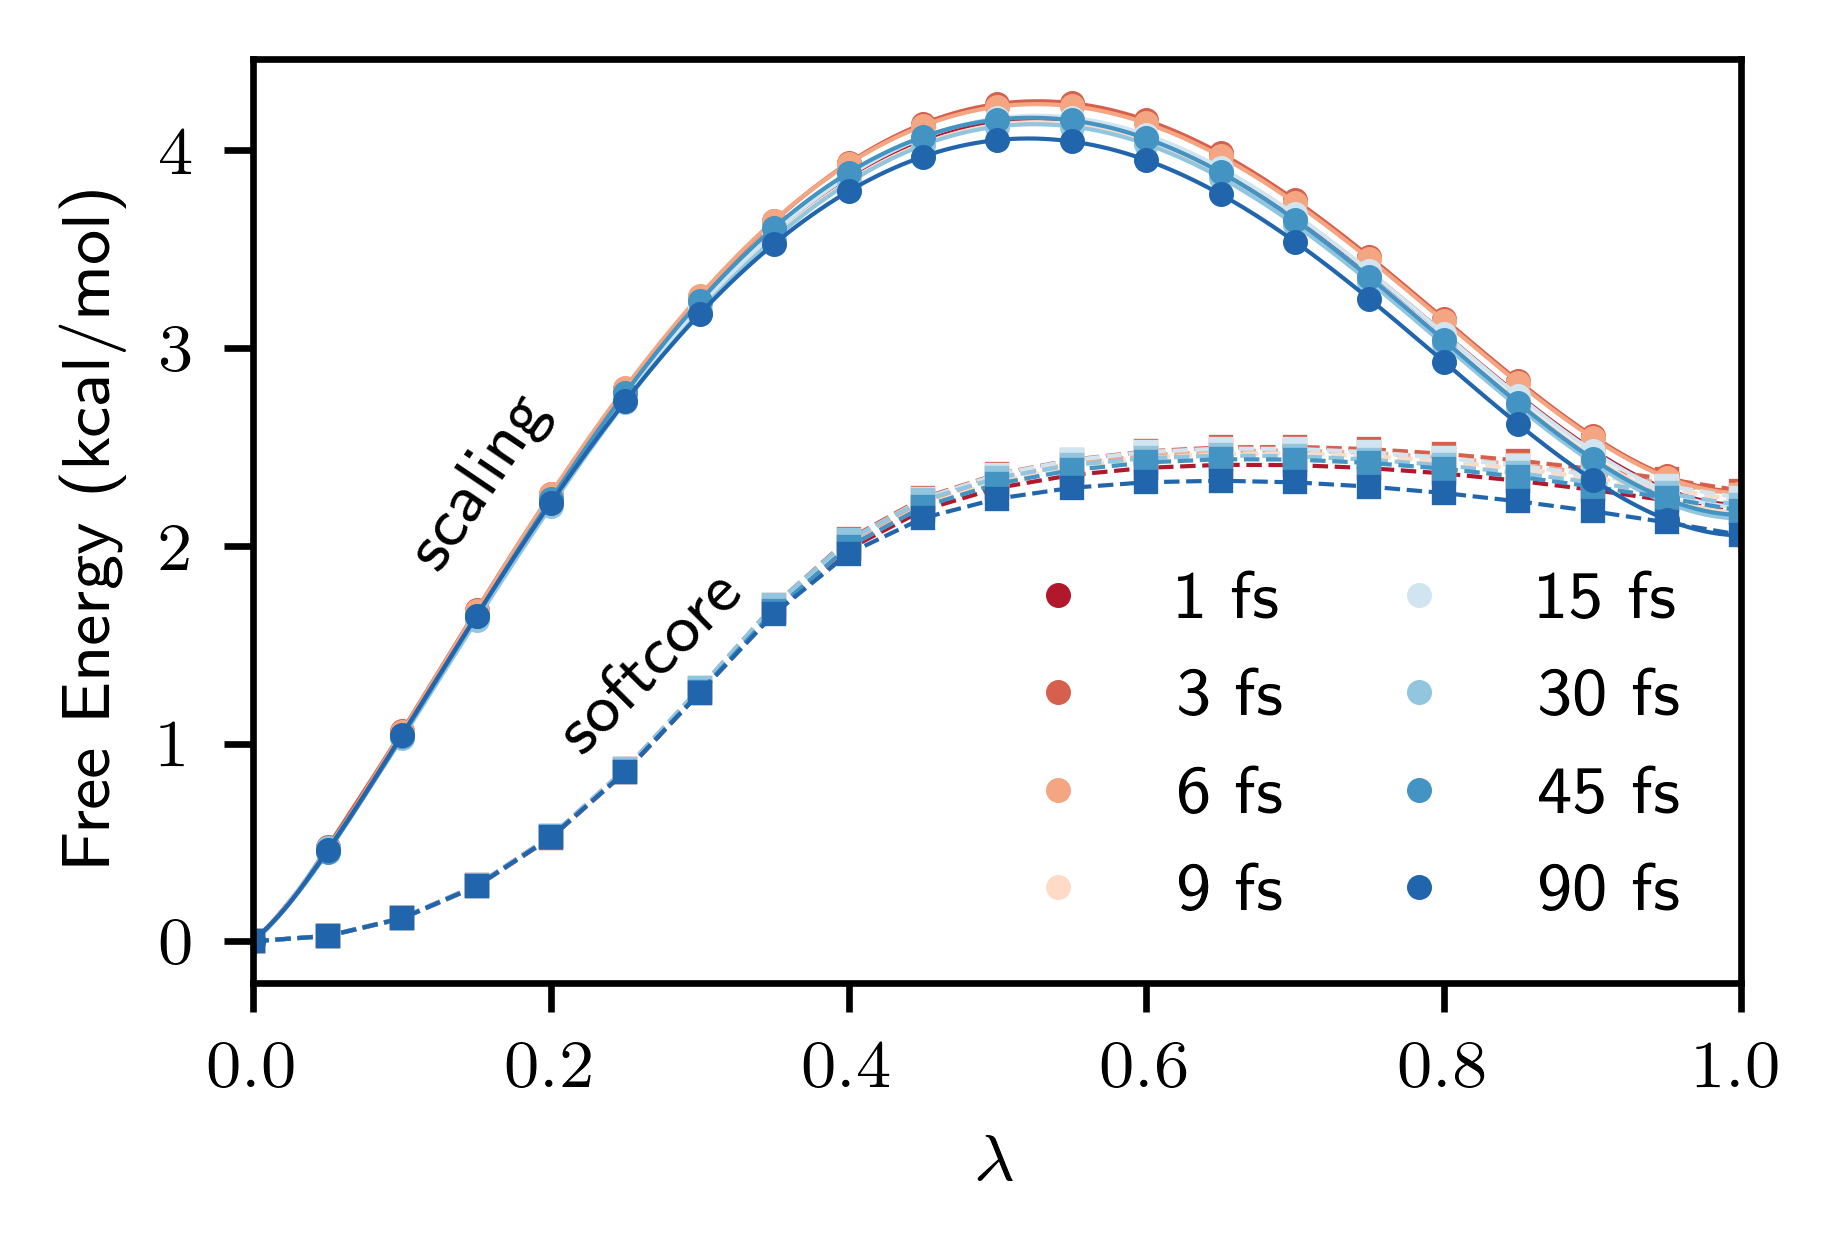 Free Energy (kcal/mol)
4
3
2
1
0
scaling
softcore
1 fs
3 fs
6 fs
9 fs
15 fs
30 fs
45 fs
90 fs
0.0 0.2 0.4 0.6 0.8 1.0
λ